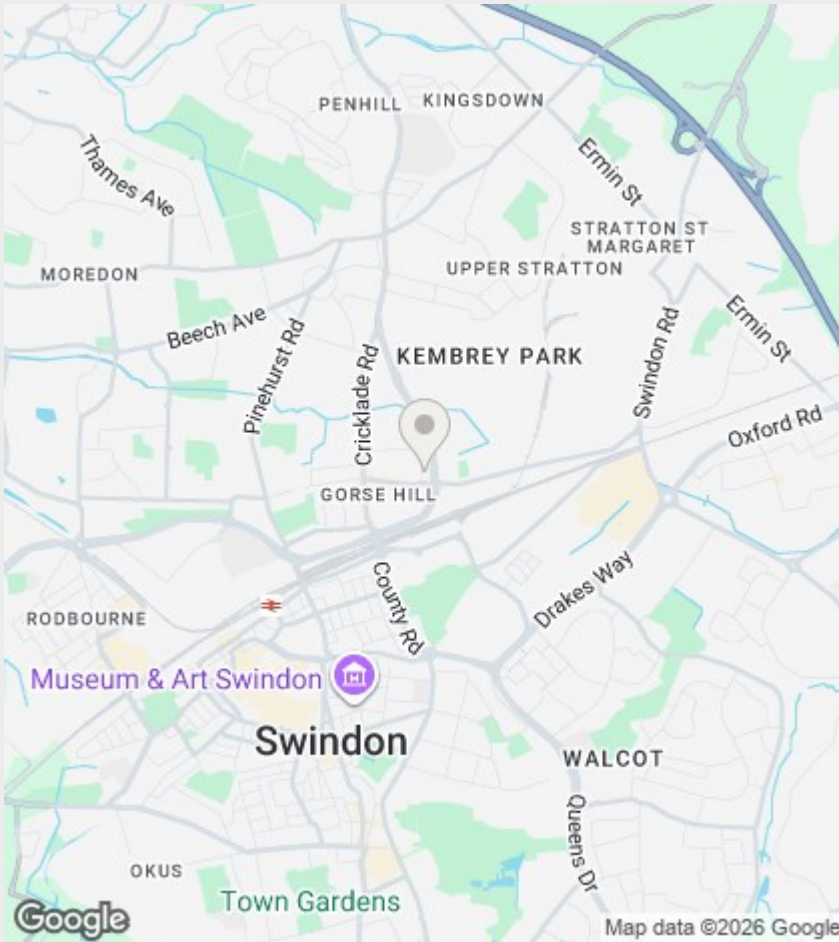 PENHILL
KINGSDOWN
Thames Ave
Ermin St
STRATTON ST
MARGARET
UPPER STRATTON
MOREDON
Beech Ave
Pinehurst Rd
Cricklade Rd
KEMBREY PARK
Swindon Rd
Ermin St
Oxford Rd
GORSE HILL
County Rd
Drakes Way
RODBOURNE
Museum & Art Swindon
Swindon
WALCOT
Queens Dr
OKUS
Town Gardens
Google
Map data ©2026 Google